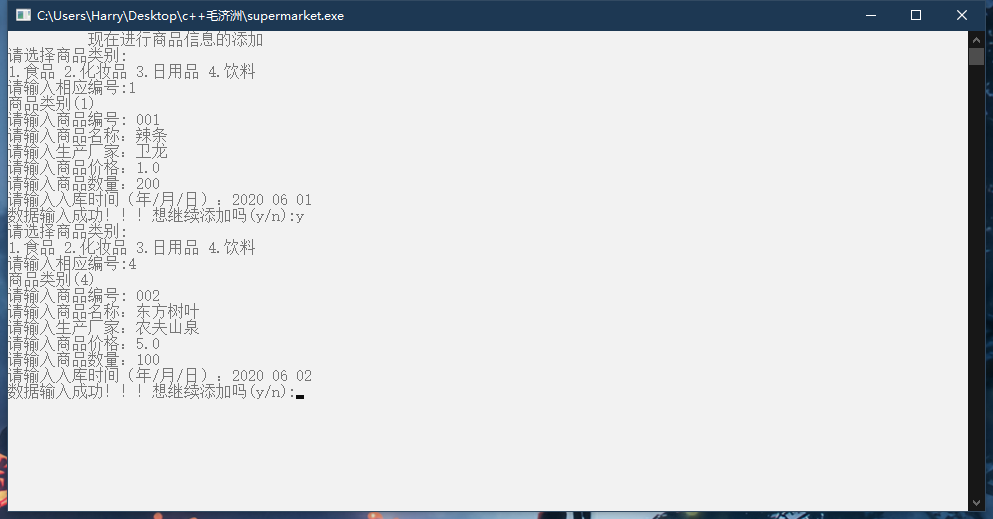 C:\Users\Harry\Desktop\c++毛济洲\supermarket.exe
现在进行商品信息的添加
请选择商品类别:
1.食品 2.化妆品 3.日用品 4.饮料
请输入相应编号:1
商品类别(1)
请输入商品编号: 001
请输入商品名称：辣条
请输入生产厂家：卫龙
请输入商品价格：1.0
请输入商品数量：200
请输入入库时间（年/月/日）：2020 06 01
数据输入成功！！！想继续添加吗(y/n):y
请选择商品类别:
1.食品 2.化妆品 3.日用品 4.饮料
请输入相应编号:4
商品类别(4)
请输入商品编号: 002
请输入商品名称：东方树叶
请输入生产厂家：农夫山泉
请输入商品价格：5.0
请输入商品数量：100
请输入入库时间（年/月/日）：2020 06 02
数据输入成功！！！想继续添加吗(y/n):